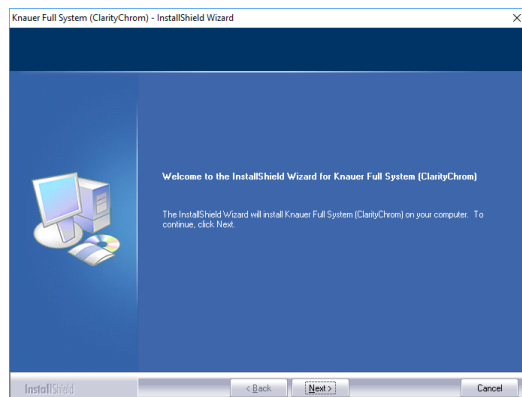 Knauer Full System (ClarityChrom) - InstallShield Wizard
Welcome to the InstallShield Wizard for Knauer Full System (ClarityChrom)
The InstallShield Wizard will install Knauer Full System (ClarityChrom) on your computer. To
continue, click Next.
InstallShield
< Back
Next >
Cancel